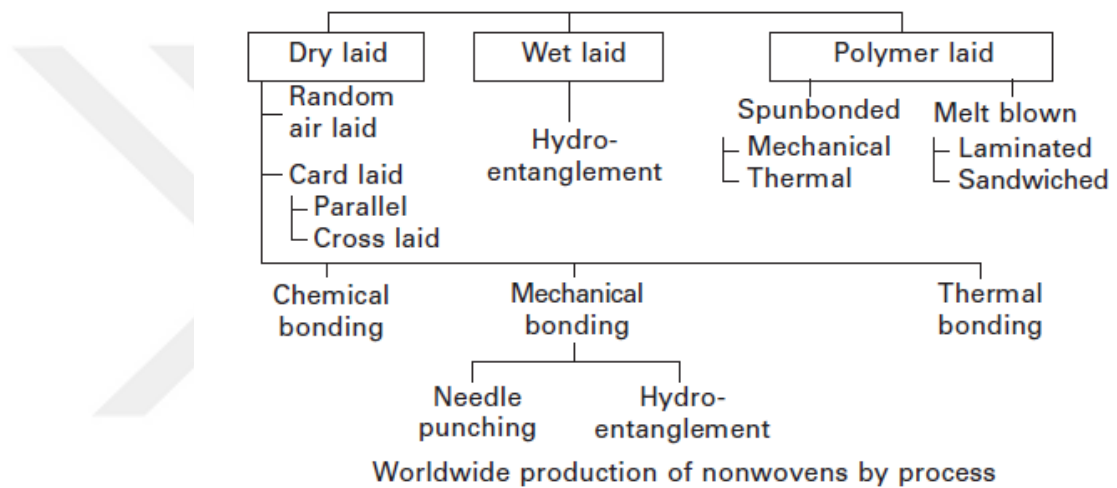 Dry laid
Wet laid
Polymer laid
Random
air laid
Card laid
Parallel
Cross laid
Hydro-
entanglement
Spunbonded
Mechanical
Thermal
Melt blown
Laminated
Sandwiched
Chemical
bonding
Mechanical
bonding
Thermal
bonding
Needle
punching
Hydro-
entanglement
Worldwide production of nonwovens by process